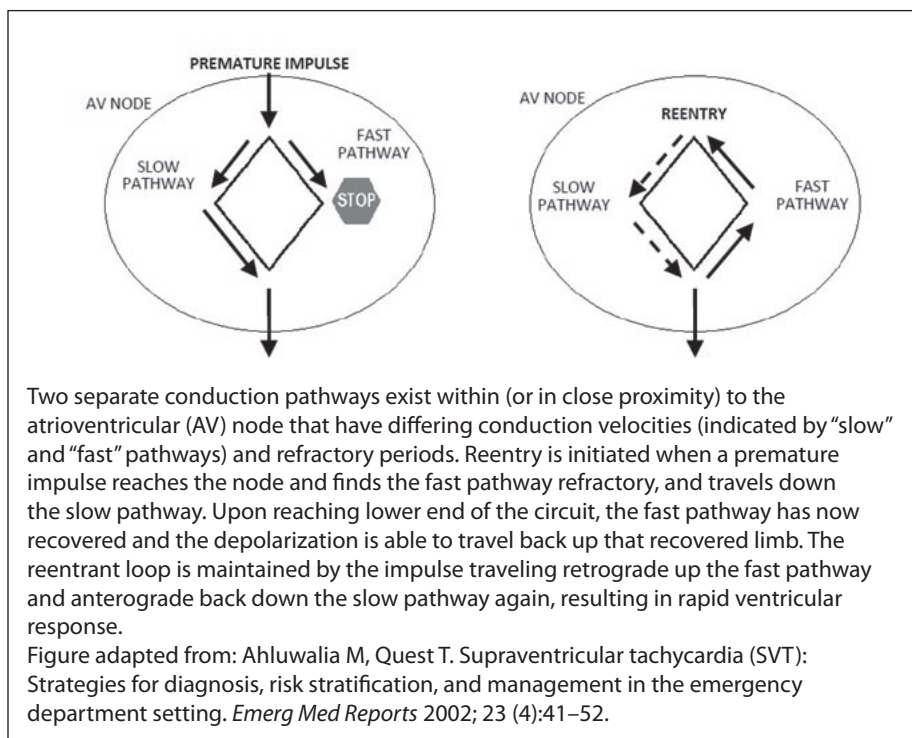 PREMATURE IMPULSE
AV NODE
FAST
PATHWAY
SLOW
PATHWAY
STOP
AV NODE
REENTRY
SLOW
PATHWAY
FAST
PATHWAY
Two separate conduction pathways exist within (or in close proximity) to the
atrioventricular (AV) node that have differing conduction velocities (indicated by “slow”
and “fast” pathways) and refractory periods. Reentry is initiated when a premature
impulse reaches the node and finds the fast pathway refractory, and travels down
the slow pathway. Upon reaching lower end of the circuit, the fast pathway has now
recovered and the depolarization is able to travel back up that recovered limb. The
reentrant loop is maintained by the impulse traveling retrograde up the fast pathway
and anterograde back down the slow pathway again, resulting in rapid ventricular
response.
Figure adapted from: Ahluwalia M, Quest T. Supraventricular tachycardia (SVT):
Strategies for diagnosis, risk stratification, and management in the emergency
department setting. Emerg Med Reports 2002; 23 (4):41–52.